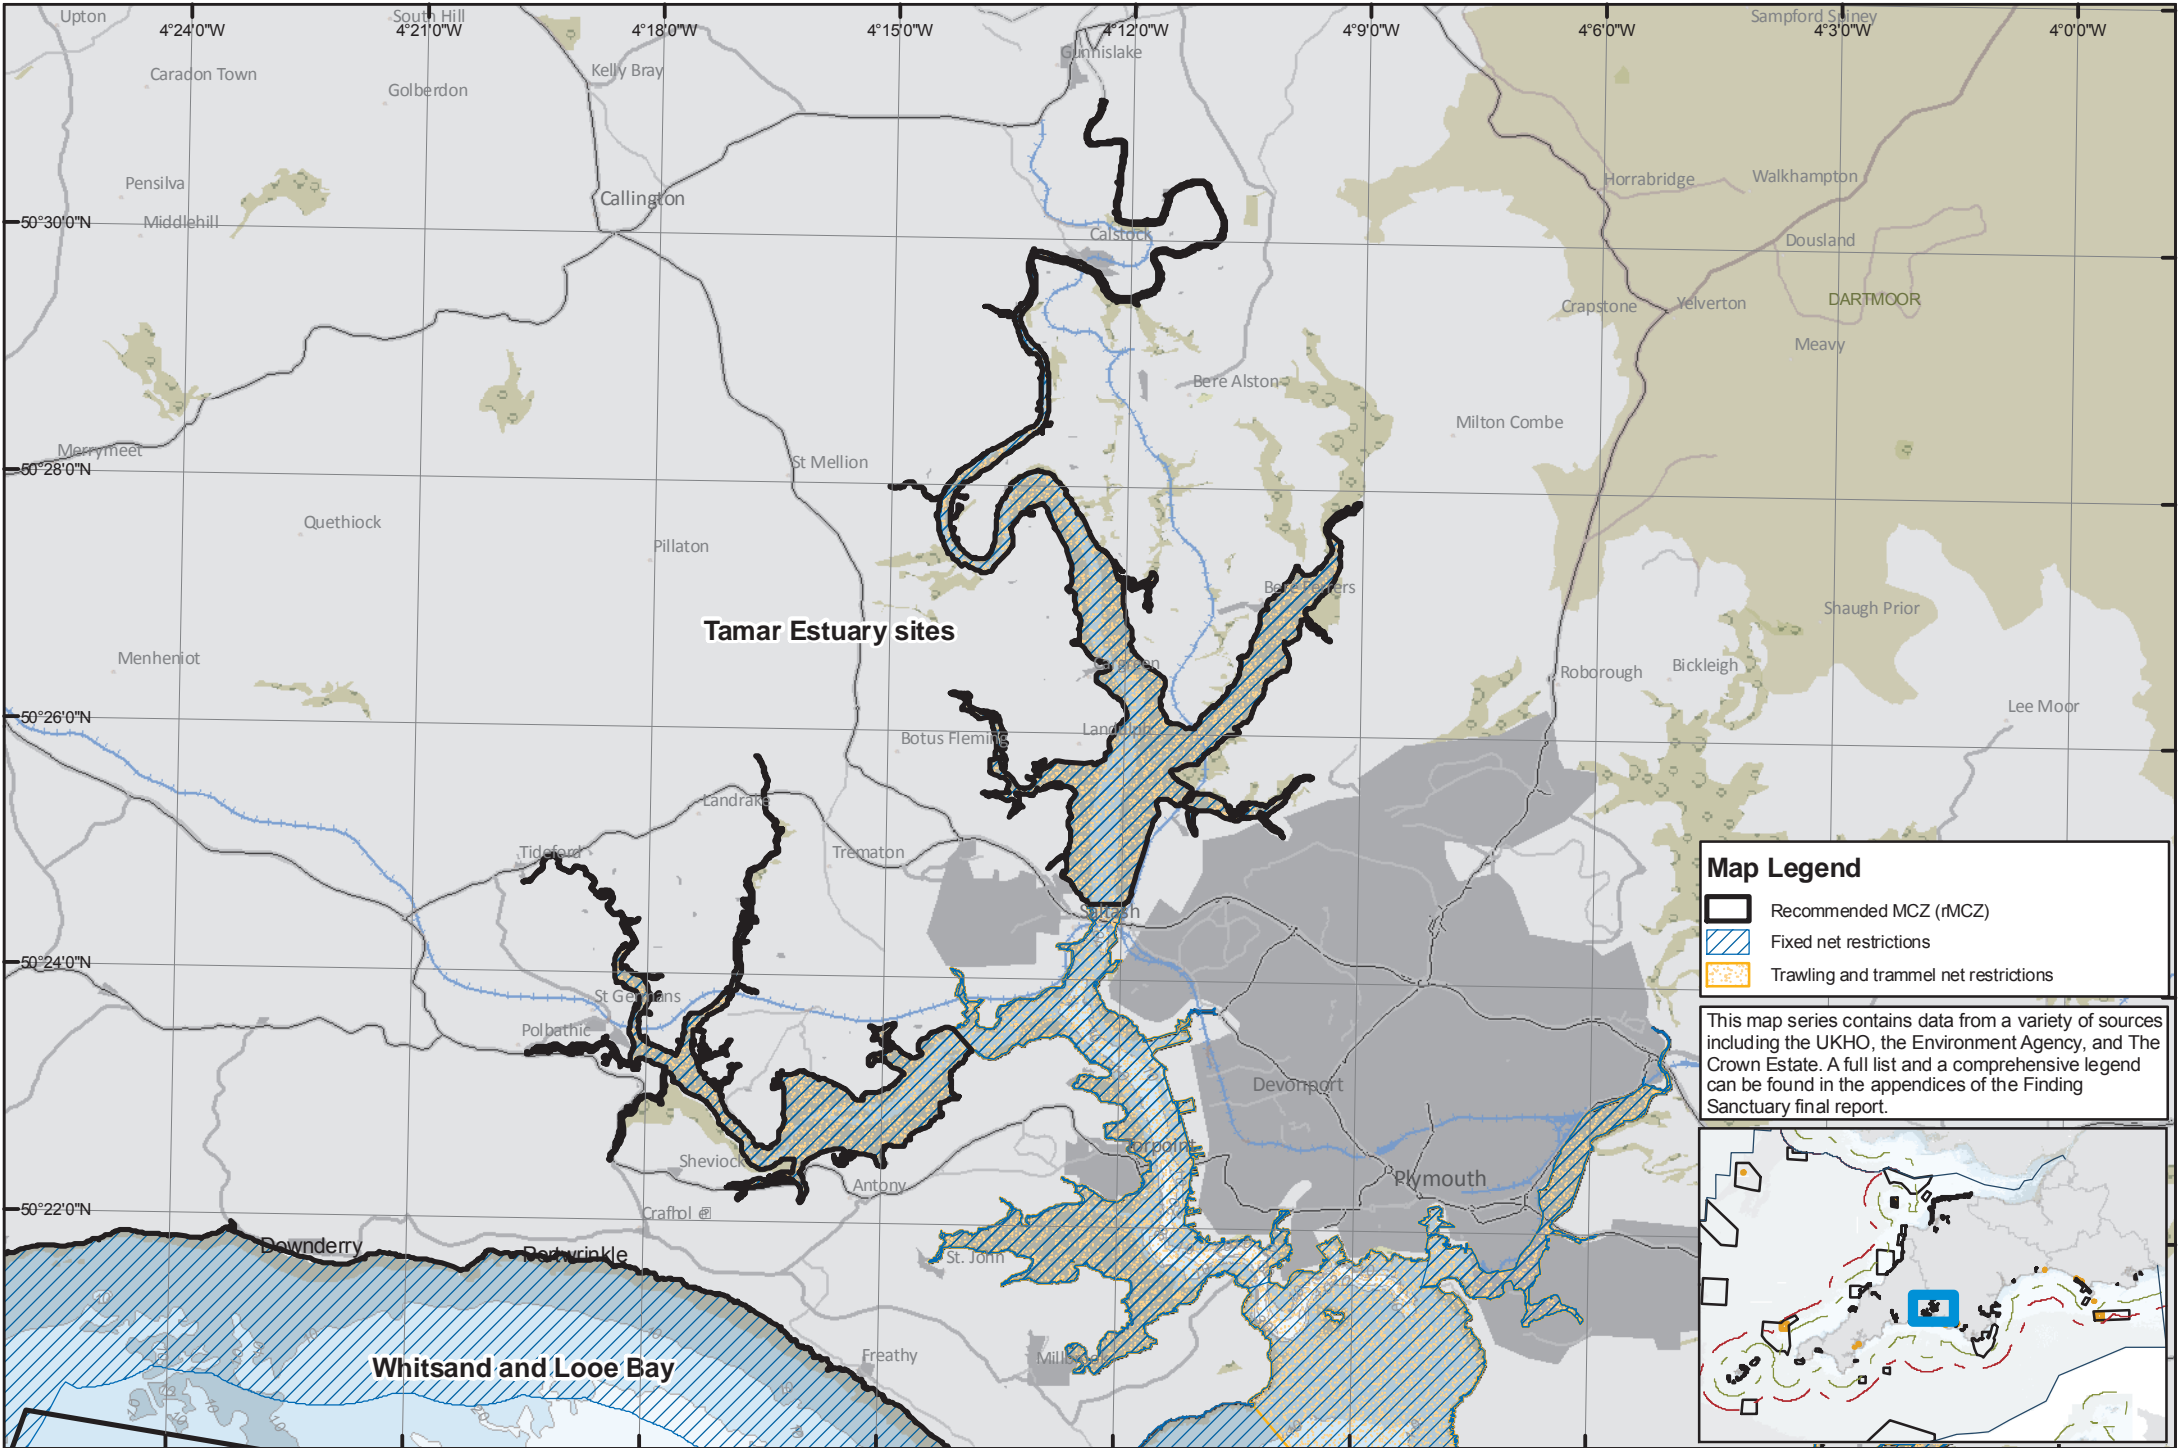 Upton
South Hill
Sampford Spiney
4°24'0"W
4°21'0"W
4°18'0"W
4°15'0"W
4°12'0"W
4°9'0"W
4°6'0"W
4°3'0"W
4°0'0"W
Gunnislake
Caradon Town
Kelly Bray
Golberdon
Pensilva
Callington
Horrabridge
Walkhampton
50°30'0"N
Middlehill
Calstock
Dousland
Crapstone
Yelverton
DARTMOOR
Meavy
Bere Alston
Milton Combe
Merrymeet
50°28'0"N
St Mellion
Quethiock
Pillaton
Bere Ferrers
Shaugh Prior
Tamar Estuary sites
Menheniot
Cargreen
Roborough
Bickleigh
50°26'0"N
Lee Moor
Botus Fleming
Landulph
Landrake
Tideford
Trematon
Saltash
50°24'0"N
St Germans
Polbathic
Devonport
Torpoint
Sheviock
Antony
Plymouth
50°22'0"N
Crafhol e
Downderry
Portwrinkle
St. John
Whitsand and Looe Bay
Freathy
Millbrook
Map Legend
Recommended MCZ (rMCZ)
Fixed net restrictions
Trawling and trammel net restrictions
This map series contains data from a variety of sources
including the UKHO, the Environment Agency, and The
Crown Estate. A full list and a comprehensive legend
can be found in the appendices of the Finding
Sanctuary final report.